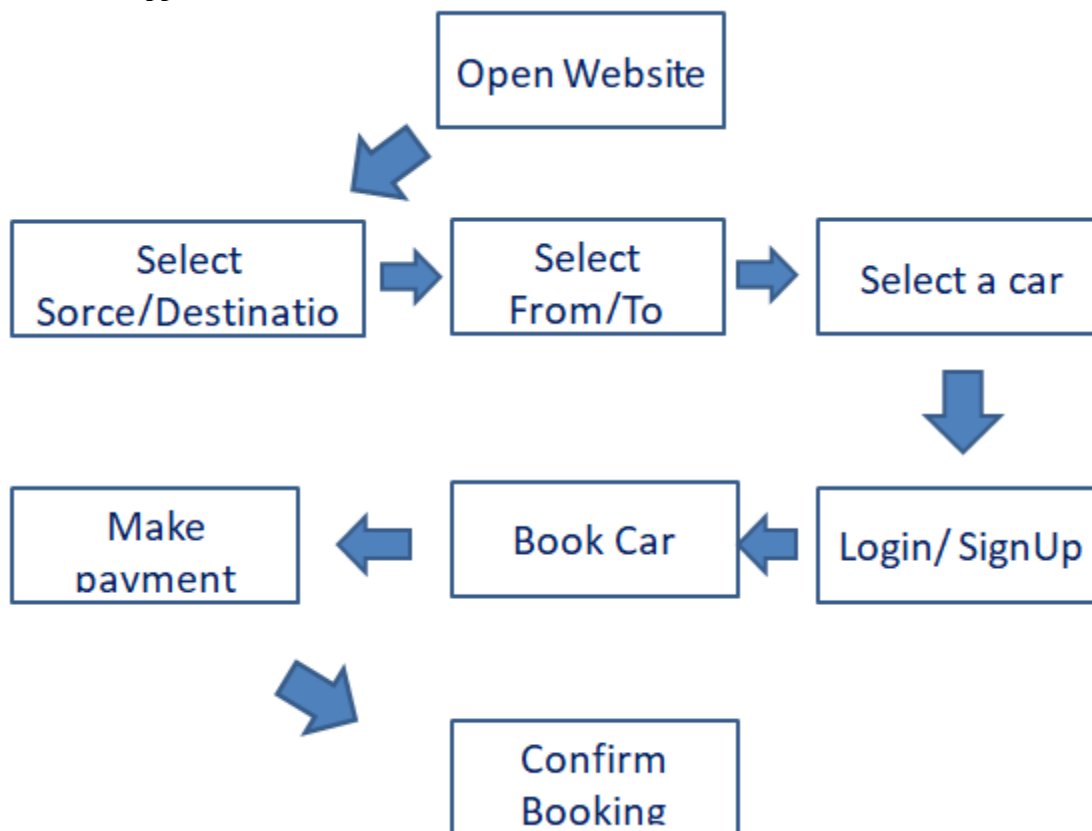 Open Website
Select
Sorce/Destinatio
Select
From/To
Select a car
Login/ SignUp
Book Car
Make
payment
Confirm
Booking